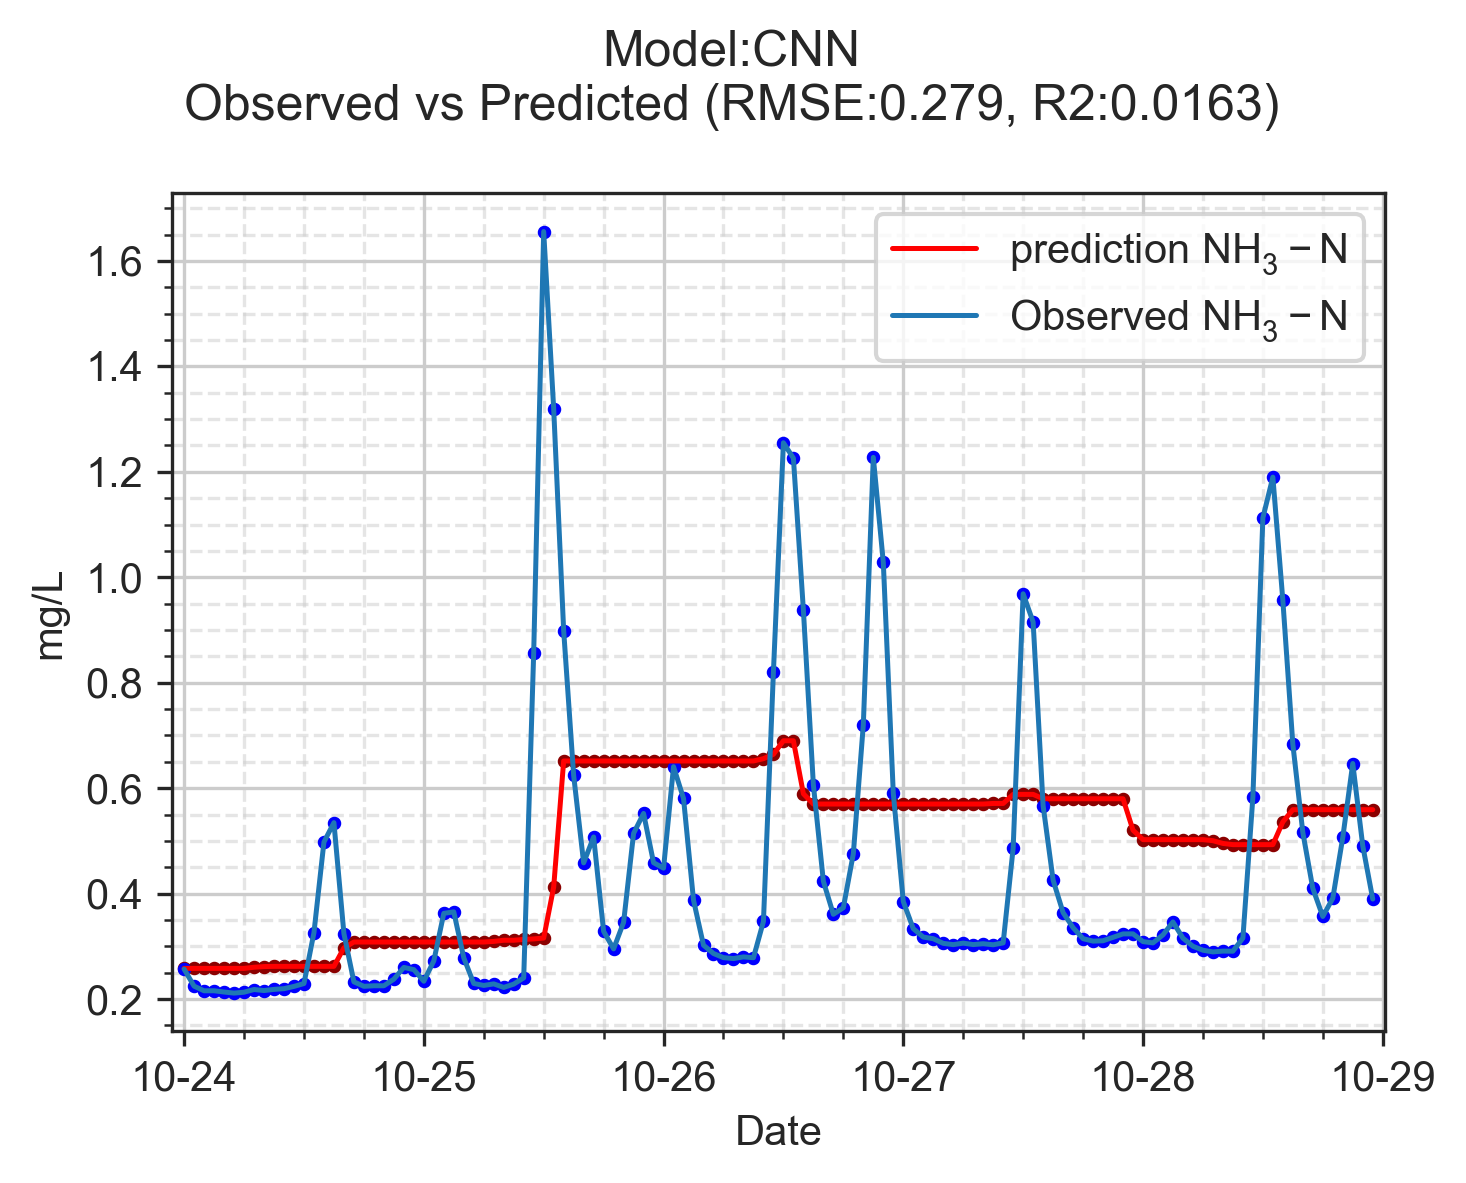 Model:CNN
Observed vs Predicted (RMSE:0.279, R2:0.0163)
prediction NH₃ − N
Observed NH₃ − N
1.6
1.4
1.2
1.0
0.8
0.6
0.4
0.2
mg/L
10-24 10-25 10-26 10-27 10-28 10-29
Date